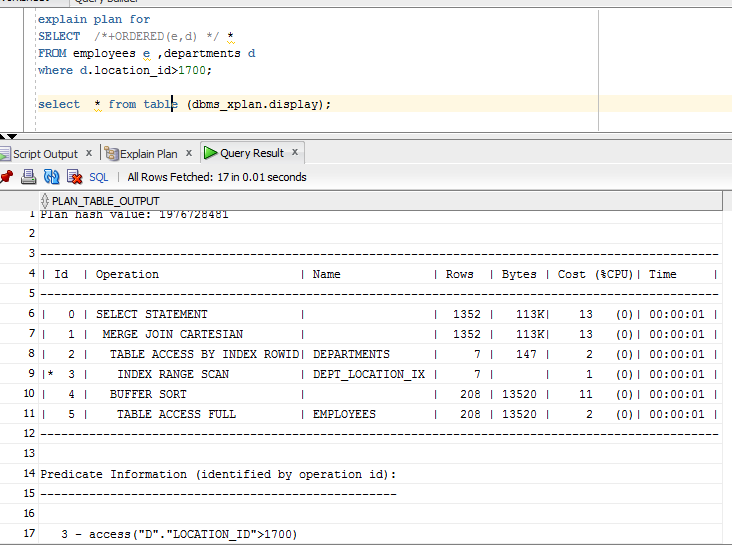 explain plan for
SELECT /*+ORDERED(e,d) */ *
FROM employees e ,departments d
where d.location_id>1700;
select * from table (dbms_xplan.display);
Script Output x Explain Plan x Query Result x
SQL | All Rows Fetched: 17 in 0.01 seconds
PLAN_TABLE_OUTPUT
1 Plan hash value: 1976728481
2
3 --------------------------------------------------------------------------------------------------
4 | Id | Operation | Name | Rows | Bytes | Cost (%CPU)| Time |
5 --------------------------------------------------------------------------------------------------
6 | 0 | SELECT STATEMENT | | 1352 | 113K| 13 (0)| 00:00:01 |
7 | 1 | MERGE JOIN CARTESIAN | | 1352 | 113K| 13 (0)| 00:00:01 |
8 | 2 | TABLE ACCESS BY INDEX ROWID| DEPARTMENTS | 7 | 147 | 2 (0)| 00:00:01 |
9 |* 3 | INDEX RANGE SCAN | DEPT_LOCATION_IX | 7 | | 1 (0)| 00:00:01 |
10 | 4 | BUFFER SORT | | 208 | 13520 | 11 (0)| 00:00:01 |
11 | 5 | TABLE ACCESS FULL | EMPLOYEES | 208 | 13520 | 2 (0)| 00:00:01 |
12 --------------------------------------------------------------------------------------------------
13
14 Predicate Information (identified by operation id):
15 ---------------------------------------------------
16
17 3 - access("D"."LOCATION_ID">1700)